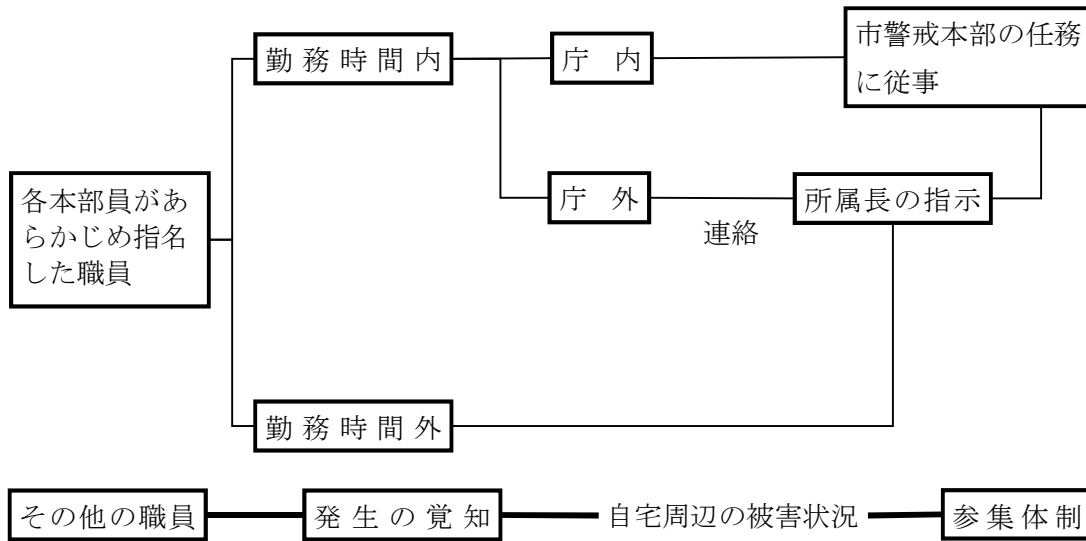 市警戒本部の任務
に従事
勤務時間内
庁内
各本部員があ
らかじめ指名
した職員
庁外
連絡
所属長の指示
勤務時間外
その他の職員
発生の覚知
自宅周辺の被害状況
参集体制